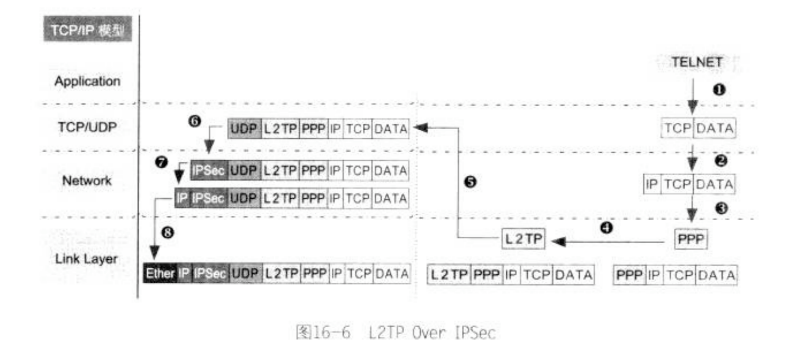 TCP/IP 模型
TELNET
❶
Application
TCP/UDP
❻
UDP L2TP PPP IP TCP DATA
TCP DATA
❷
❼
IPSec UDP L2TP PPP IP TCP DATA
Network
❺
IP TCP DATA
IP IPSec UDP L2TP PPP IP TCP DATA
❸
❽
L2TP
❹
PPP
Link Layer
Ether IP IPSec UDP L2TP PPP IP TCP DATA
L2TP PPP IP TCP DATA
PPP IP TCP DATA
图16-6 L2TP Over IPSec